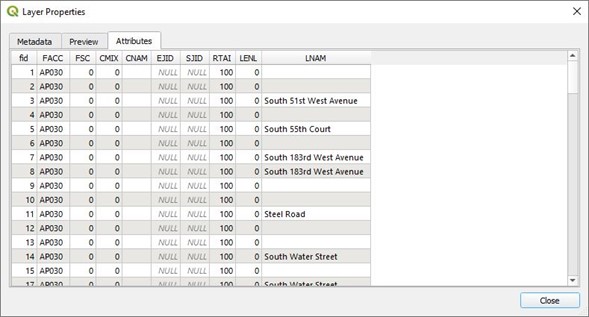 Layer Properties
Metadata Preview Attributes
fid FACC FSC CMIX CNAM EJID SJID RTAI LENL LNAM
1 AP030 0 0 NULL NULL 100 0
2 AP030 0 0 NULL NULL 100 0
3 AP030 0 0 NULL NULL 100 0 South 51st West Avenue
4 AP030 0 0 NULL NULL 100 0
5 AP030 0 0 NULL NULL 100 0 South 55th Court
6 AP030 0 0 NULL NULL 100 0
7 AP030 0 0 NULL NULL 100 0 South 183rd West Avenue
8 AP030 0 0 NULL NULL 100 0 South 183rd West Avenue
9 AP030 0 0 NULL NULL 100 0
10 AP030 0 0 NULL NULL 100 0
11 AP030 0 0 NULL NULL 100 0 Steel Road
12 AP030 0 0 NULL NULL 100 0
13 AP030 0 0 NULL NULL 100 0
14 AP030 0 0 NULL NULL 100 0 South Water Street
15 AP030 0 0 NULL NULL 100 0
17 AP030 0 0 NULL NULL 100 0 South Water Street
Close